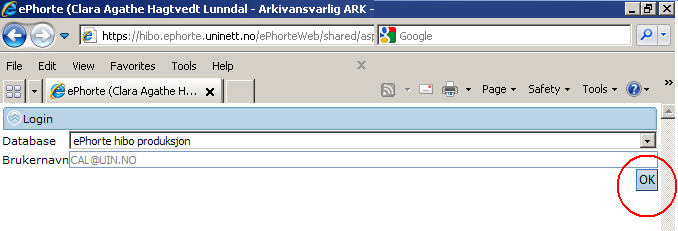 ePhorte (Clara Agathe Hagtvedt Lunndal - Arkivansvarlig ARK -
https://hibo.ephorte.uninett.no/ePhorteWeb/shared/asp Google
File Edit View Favorites Tools Help
ePhorte (Clara Agathe H... Page Safety Tools
Login
Database ePhorte hibo produksjon
Brukernavn CAL@UIN.NO
OK